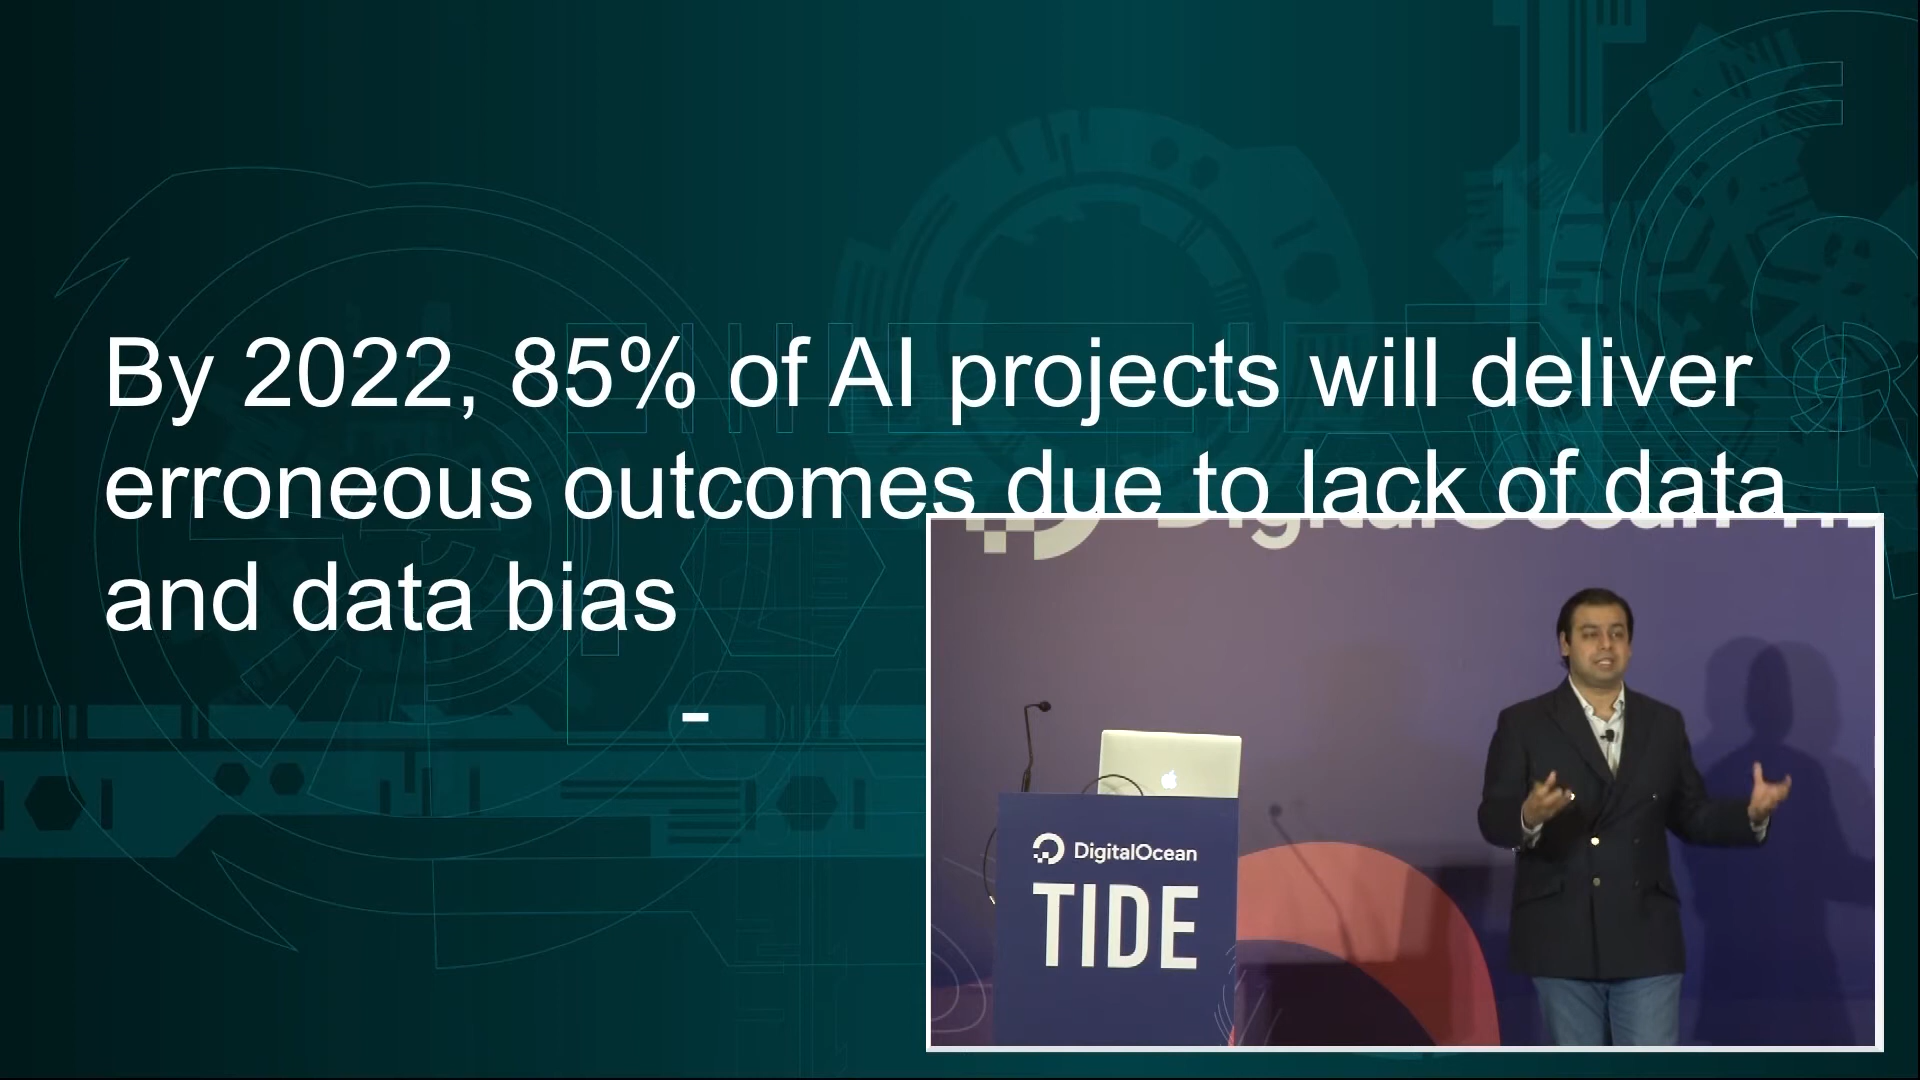 By 2022, 85% of AI projects will deliver
erroneous outcomes due to lack of data
and data bias
-
DigitalOcean
DigitalOcean
TIDE